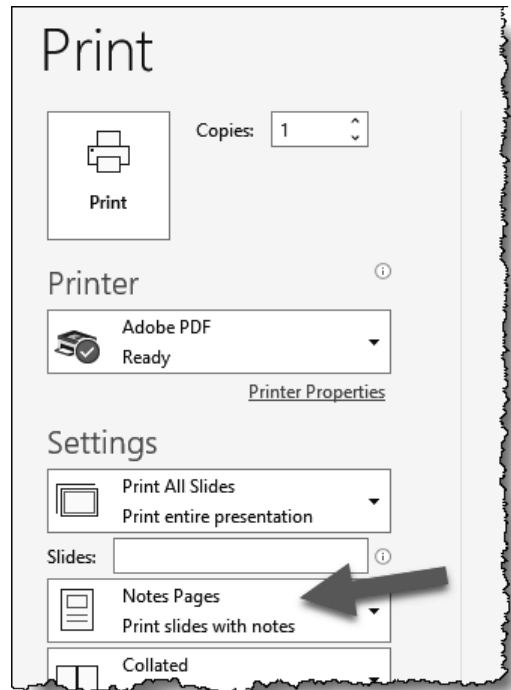 Print
Copies: 1
Print
Printer
Adobe PDF
Ready
Printer Properties
Settings
Print All Slides
Print entire presentation
Slides:
Notes Pages
Print slides with notes
Collated